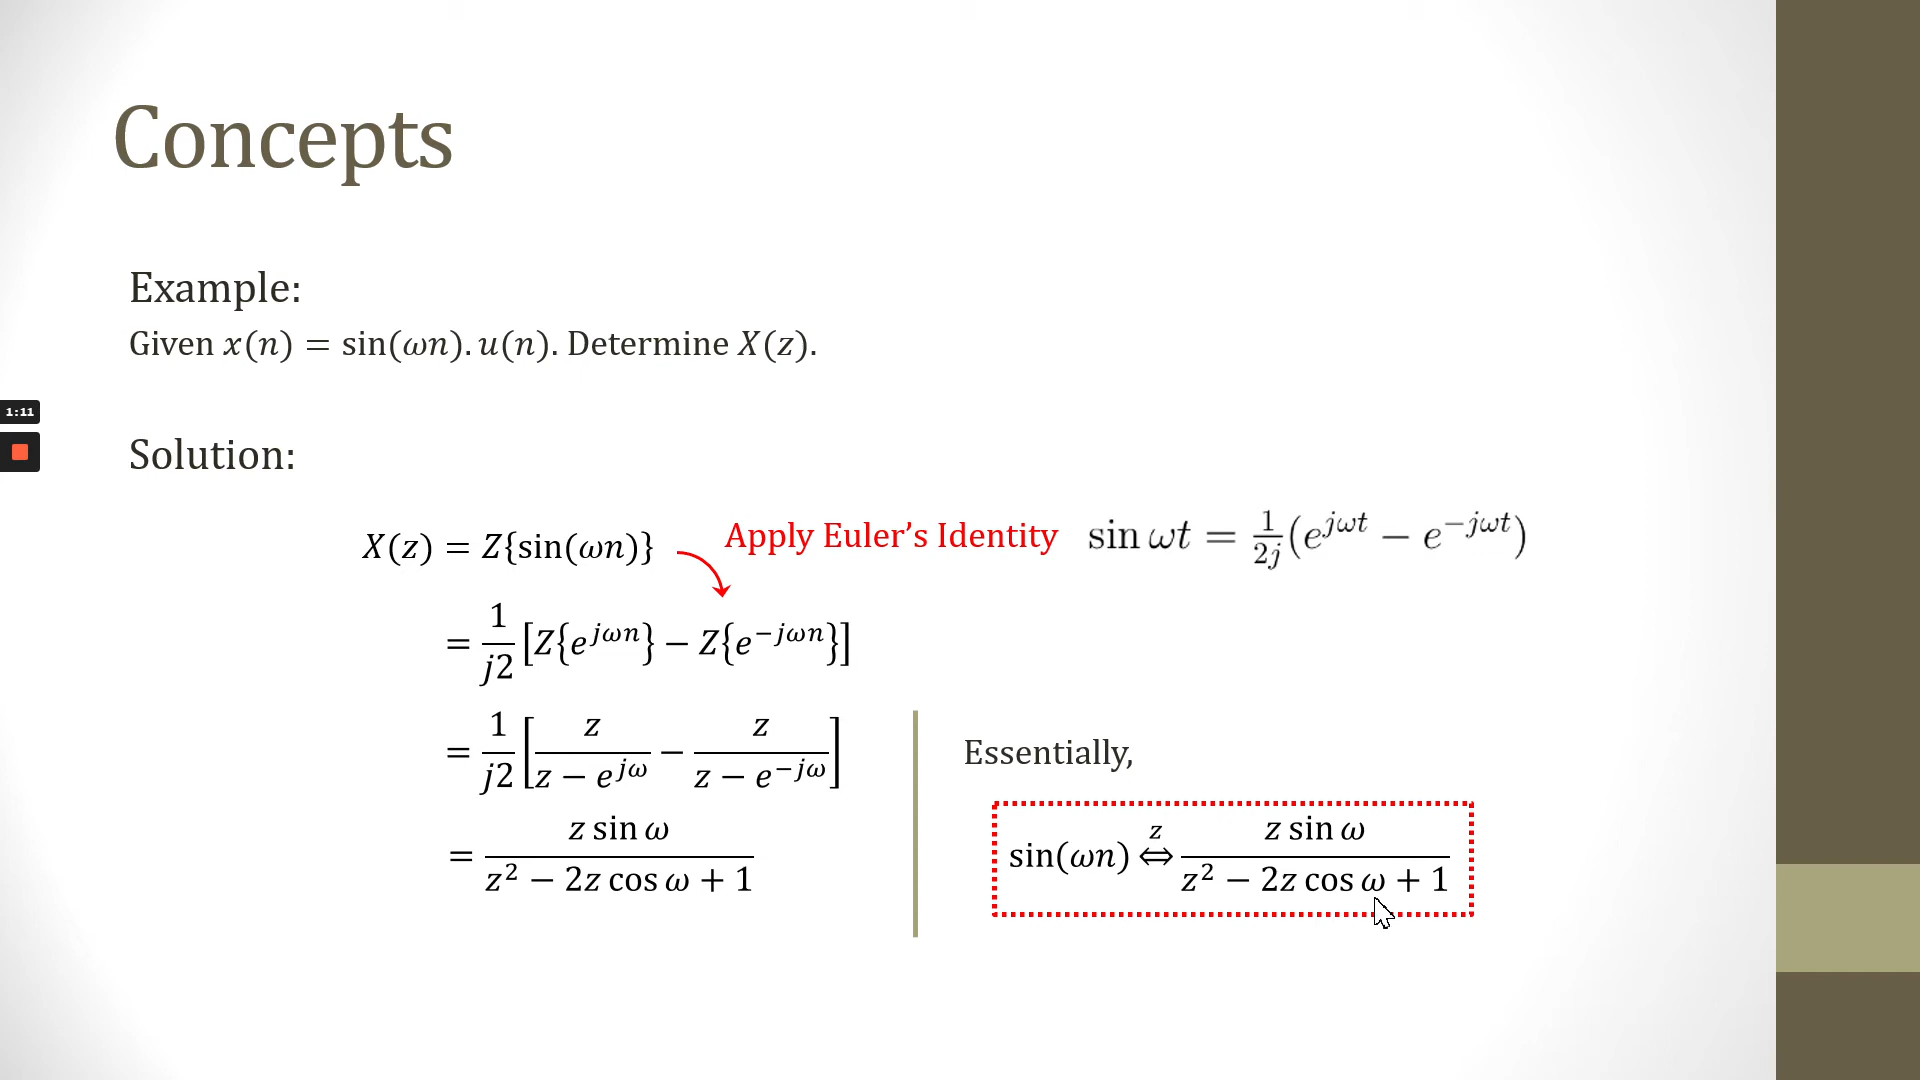 Concepts
Example:
Given x(n) = sin(ωn). u(n). Determine X(z).
1:11
Solution:
X(z) = Z{sin(ωn)}
Apply Euler's Identity
sin ωt = 1/2j (e^{jωt} − e^{−jωt})
= 1/j2 [Z{e^{jωn}} − Z{e^{−jωn}}]
= 1/j2 [z/(z − e^{jω}) − z/(z − e^{−jω})]
= z sin ω / (z² − 2z cos ω + 1)
Essentially,
sin(ωn) ⇔^z z sin ω / (z² − 2z cos ω + 1)